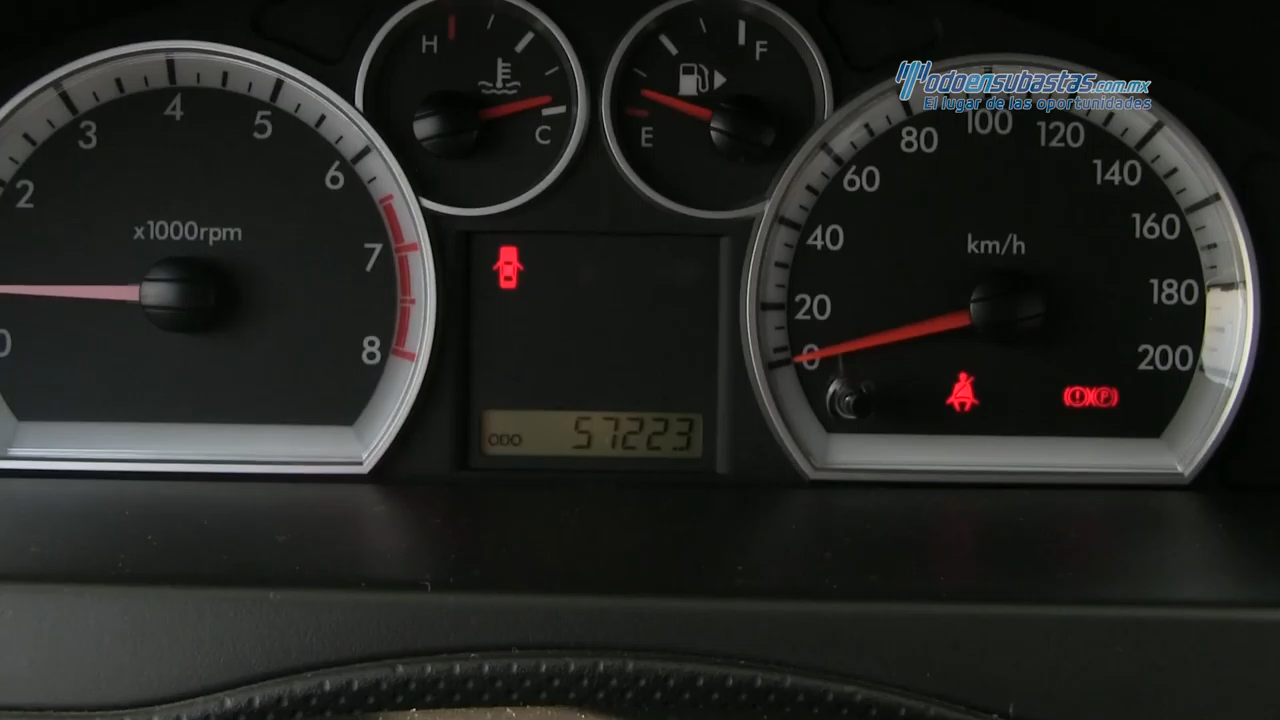 TodoenSubastas.com.mx
El lugar de las oportunidades
H
C
F
E
0
2
3
4
5
6
7
8
x1000rpm
0
20
40
60
80
100
120
140
160
180
200
km/h
P
ODO 57223